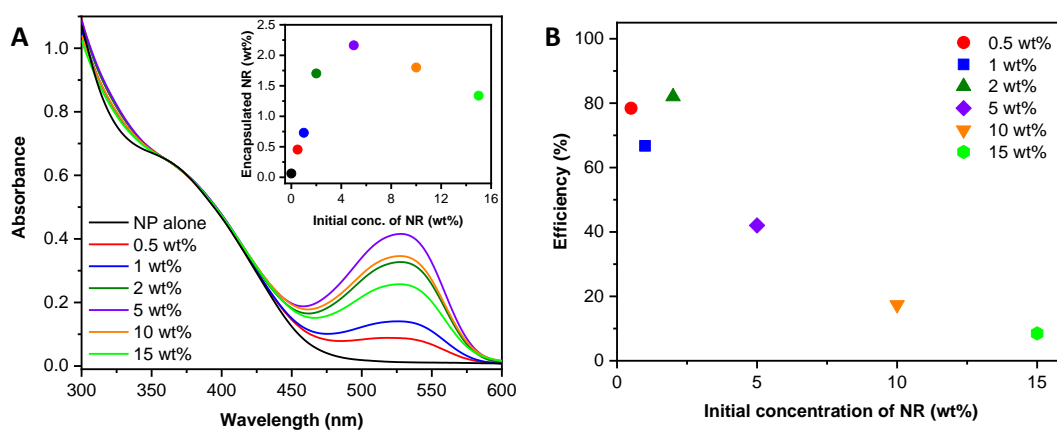 A
Absorbance
1.0
0.8
0.6
0.4
0.2
0.0
300
350
400
450
500
550
600
Wavelength (nm)
NP alone
0.5 wt%
1 wt%
2 wt%
5 wt%
10 wt%
15 wt%
Encapsulated NR (wt%)
2.5
2.0
1.5
1.0
0.5
0.0
0
4
8
12
16
Initial conc. of NR (wt%)
B
Efficiency (%)
100
80
60
40
20
0
0
5
10
15
Initial concentration of NR (wt%)
0.5 wt%
1 wt%
2 wt%
5 wt%
10 wt%
15 wt%